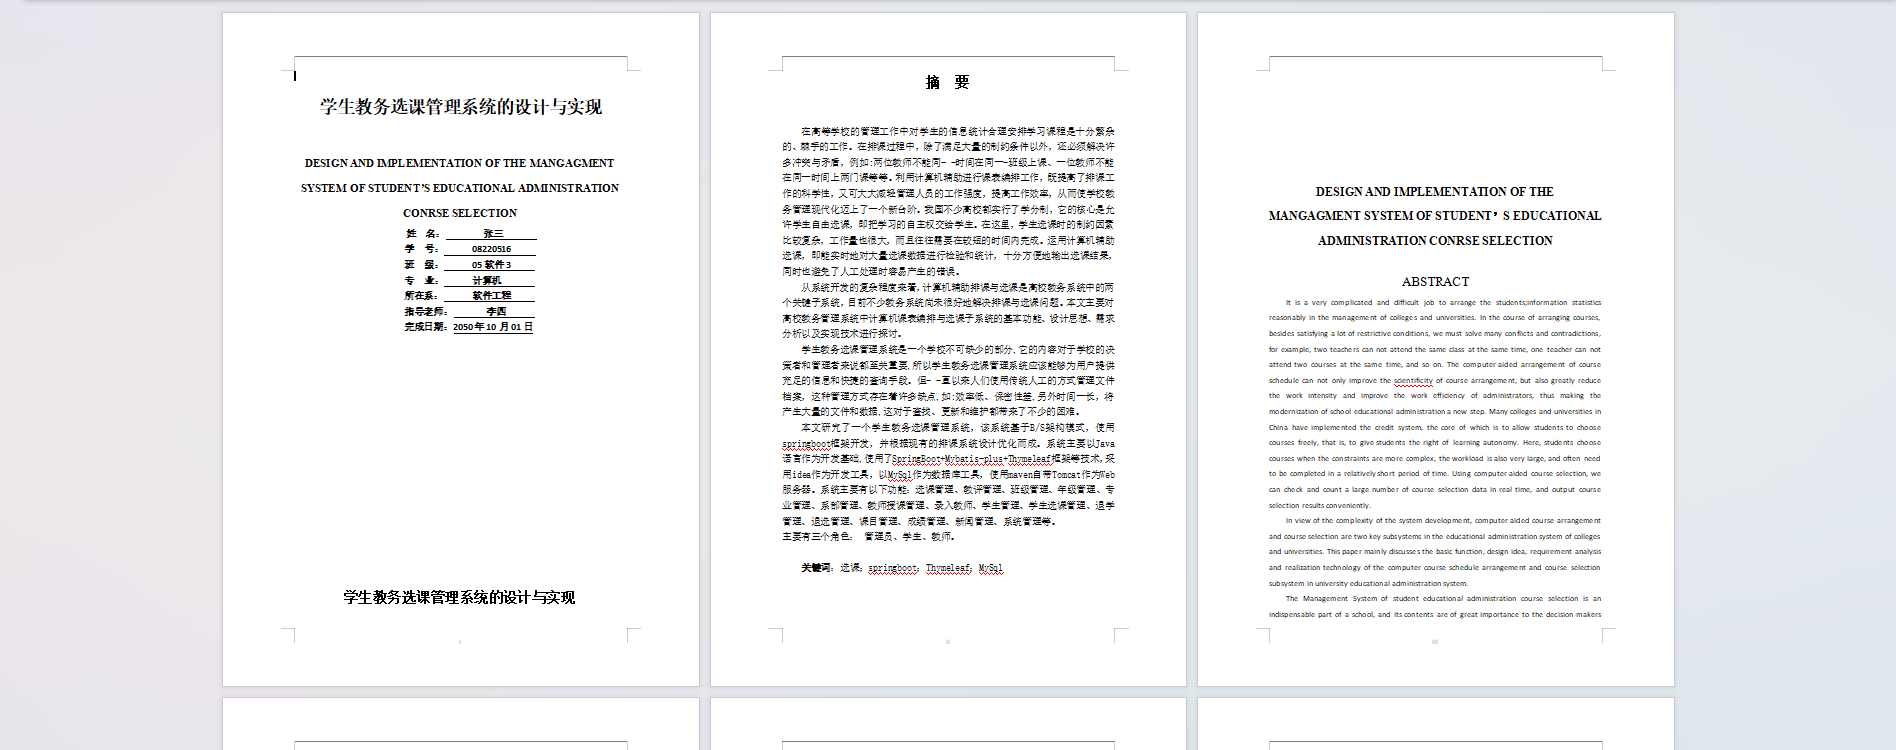 学生教务选课管理系统的设计与实现
DESIGN AND IMPLEMENTATION OF THE MANGAGMENT
SYSTEM OF STUDENT'S EDUCATIONAL ADMINISTRATION
CONRSE SELECTION
姓 名： 张三
学 号： 08220516
班 级： 05 软件 3
专 业： 计算机
所在系： 软件工程
指导老师： 李四
完成日期： 2050 年 10 月 01 日
学生教务选课管理系统的设计与实现
摘 要
在高等学校的管理工作中对学生的信息统计合理安排学习课程是十分繁杂
的、棘手的工作。在排课过程中，除了满足大量的制约条件以外，还必须解决许
多冲突与矛盾，例如:两位教师不能同- -时间在同一-班级上课、一位教师不能
在同一时间上两门课等等。利用计算机辅助进行课表编排工作，既提高了排课工
作的科学性，又可大大减轻管理人员的工作强度，提高工作效率，从而使学校教
务管理现代化迈上了一个新台阶。我国不少高校都实行了学分制，它的核心是允
许学生自由选课，即把学习的自主权交给学生。在这里，学生选课时的制约因素
比较复杂，工作量也很大，而且往往需要在较短的时间内完成。运用计算机辅助
选课，即能实时地对大量选课数据进行检验和统计，十分方便地输出选课结果，
同时也避免了人工处理时容易产生的错误。
从系统开发的复杂程度来看，计算机辅助排课与选课是高校教务系统中的两
个关键子系统，目前不少教务系统尚未很好地解决排课与选课问题。本文主要对
高校教务管理系统中计算机课表编排与选课子系统的基本功能、设计思想、需求
分析以及实现技术进行探讨。
学生教务选课管理系统是一个学校不可缺少的部分,它的内容对于学校的决
策者和管理者来说都至关重要,所以学生教务选课管理系统应该能够为用户提供
充足的信息和快捷的查询手段。但- -直以来人们使用传统人工的方式管理文件
档案，这种管理方式存在着许多缺点,如:效率低、保密性差,另外时间一长，将
产生大量的文件和数据,这对于查找、更新和维护都带来了不少的困难。
本文研究了一个学生教务选课管理系统，该系统基于B/S架构模式，使用
springboot框架开发，并根据现有的排课系统设计优化而成。系统主要以Java
语言作为开发基础,使用了SpringBoot+Mybatis-plus+Thymeleaf框架等技术,采
用idea作为开发工具，以MySql作为数据库工具，使用maven自带Tomcat作为Web
服务器。系统主要有以下功能：选课管理、教评管理、班级管理、年级管理、专
业管理、系部管理、教师授课管理、录入教师、学生管理、学生选课管理、退学
管理、退选管理、课目管理、成绩管理、新闻管理、系统管理等。
主要有三个角色： 管理员、学生、教师。
关键词：选课；springboot；Thymeleaf；MySql
DESIGN AND IMPLEMENTATION OF THE
MANGAGMENT SYSTEM OF STUDENT’S EDUCATIONAL
ADMINISTRATION CONRSE SELECTION
ABSTRACT
It is a very complicated and difficult job to arrange the students;information statistics
reasonably in the management of colleges and universities. In the course of arranging courses,
besides satisfying a lot of restrictive conditions, we must solve many conflicts and contradictions,
for example, two teachers can not attend the same class at the same time, one teacher can not
attend two courses at the same time, and so on. The computer-aided arrangement of course
schedule can not only improve the scientificity of course arrangement, but also greatly reduce
the work intensity and improve the work efficiency of administrators, thus making the
modernization of school educational administration a new step. Many colleges and universities in
China have implemented the credit system, the core of which is to allow students to choose
courses freely, that is, to give students the right of learning autonomy. Here, students choose
courses when the constraints are more complex, the workload is also very large, and often need
to be completed in a relatively short period of time. Using computer-aided course selection, we
can check and count a large number of course selection data in real time, and output course
selection results conveniently.
In view of the complexity of the system development, computer-aided course arrangement
and course selection are two key subsystems in the educational administration system of colleges
and universities. This paper mainly discusses the basic function, design idea, requirement analysis
and realization technology of the computer course schedule arrangement and course selection
subsystem in university educational administration system.
The Management System of student educational administration course selection is an
indispensable part of a school, and its contents are of great importance to the decision-makers